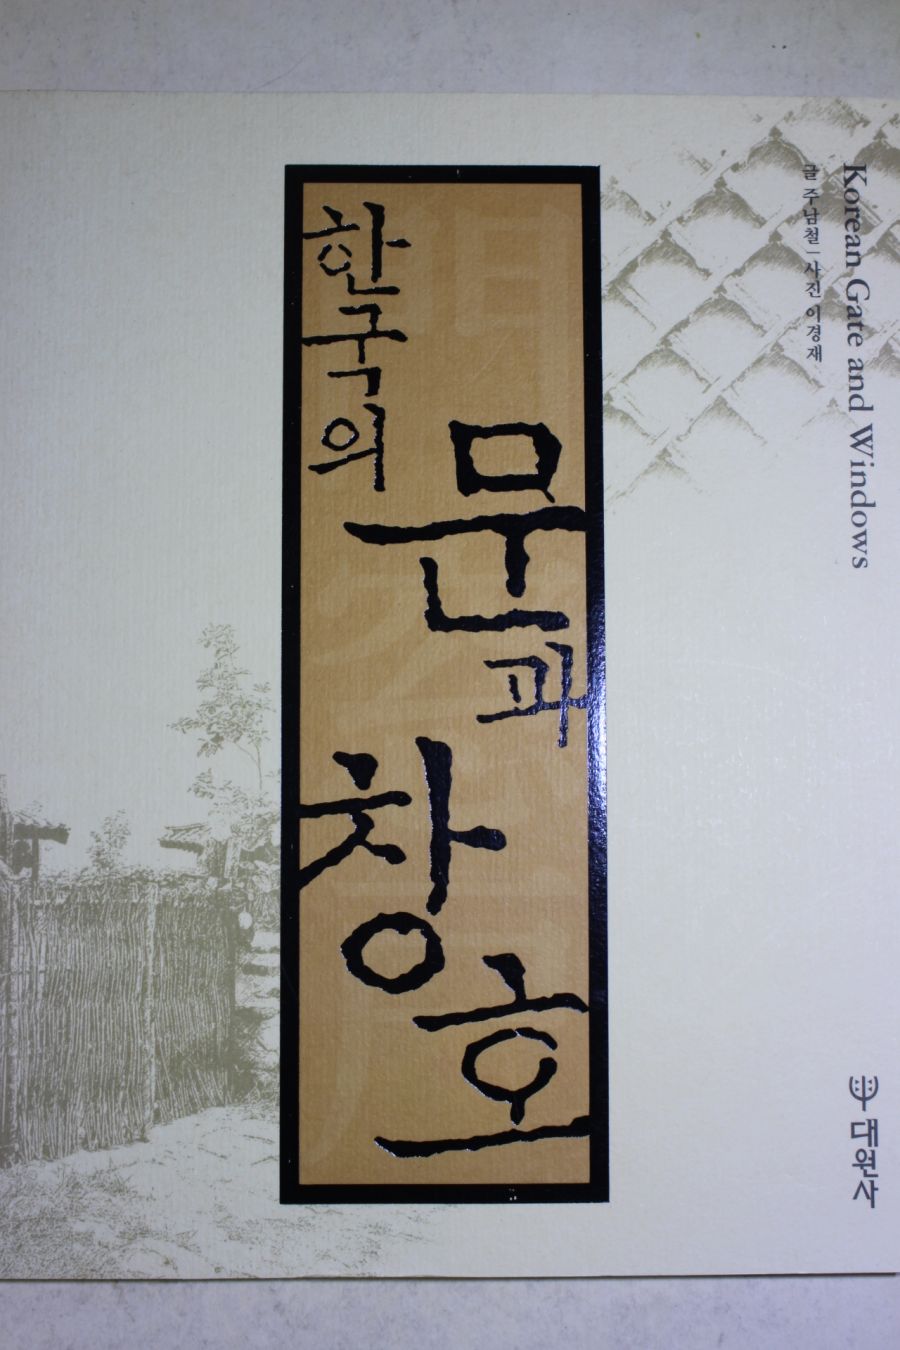 Korean Gate and Windows
글 주남철 | 사진 이경재
한국의 문과 창호
대원사